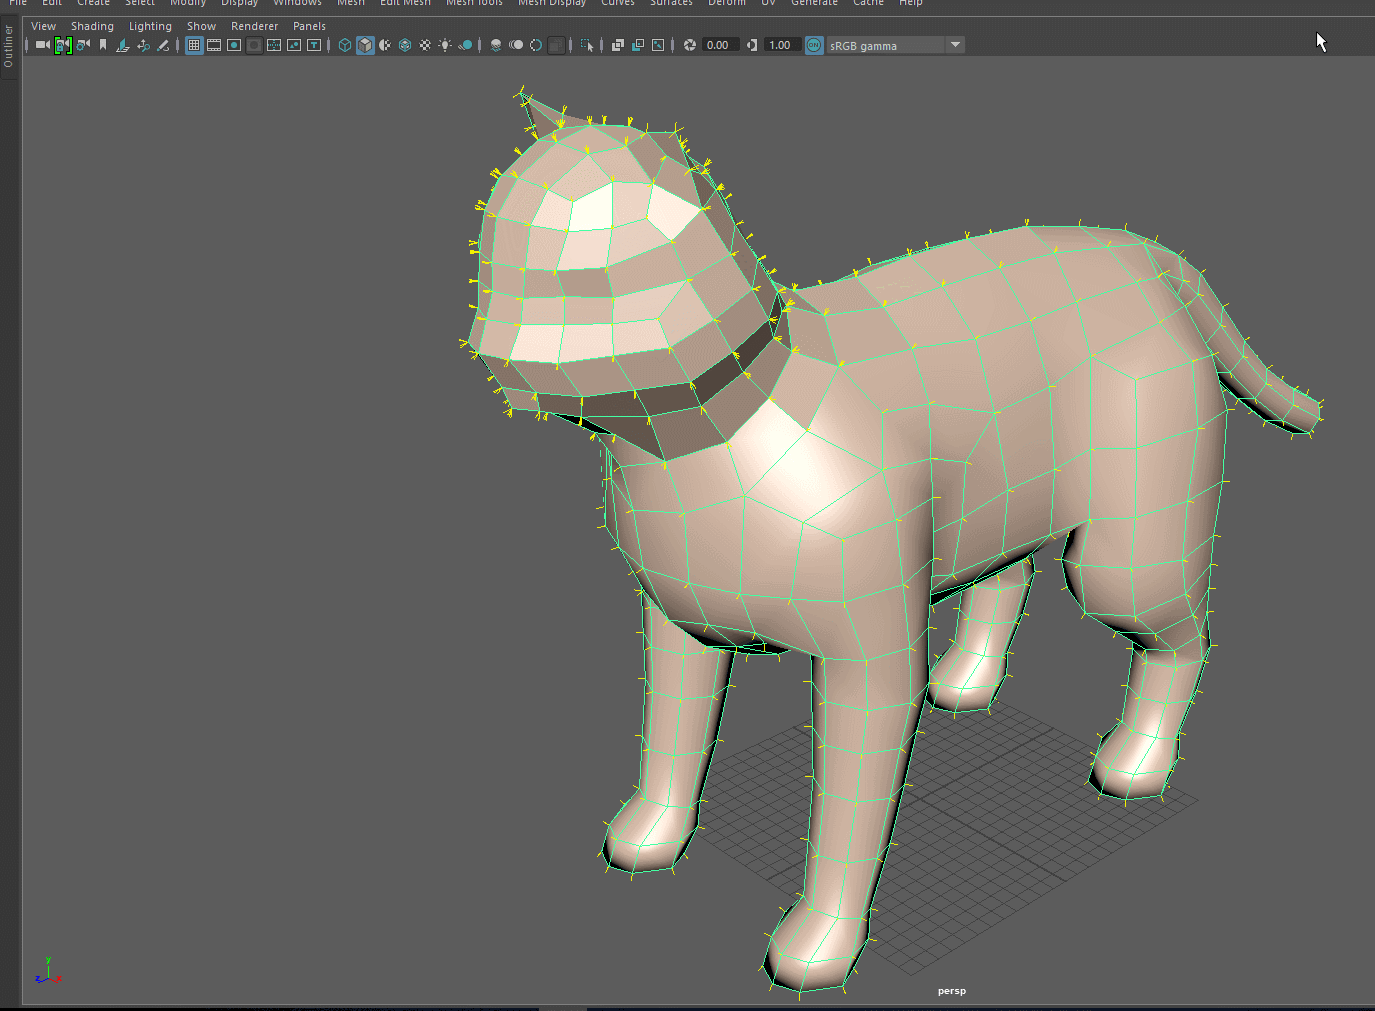 File Edit Create Select Modify Display Windows Mesh Edit Mesh Mesh Tools Mesh Display Curves Surfaces Deform UV Generate Cache Help
View Shading Lighting Show Renderer Panels
0.00 1.00 ON sRGB gamma
Outliner
y
z x
persp